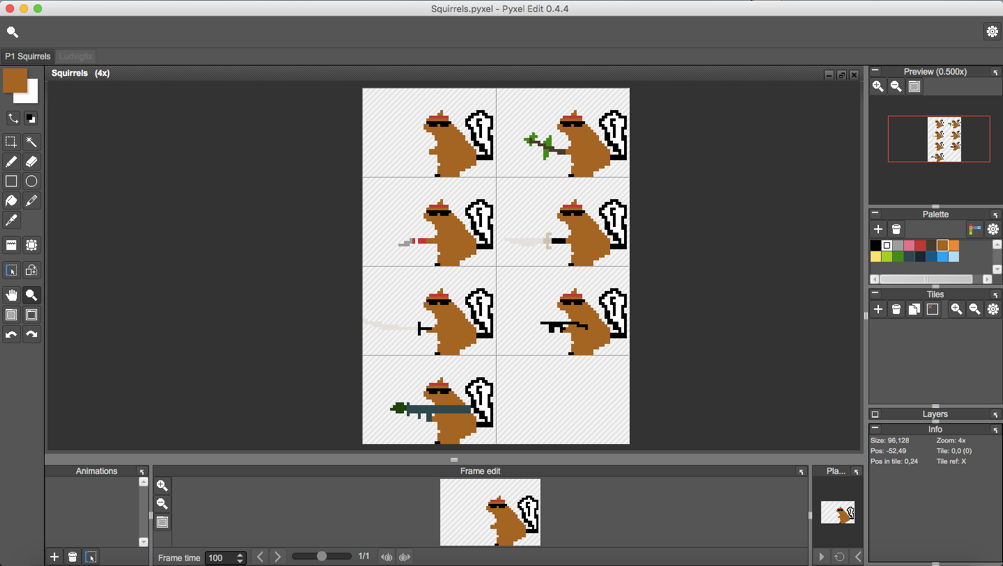 Squirrels.pyxel - Pyxel Edit 0.4.4
P1 Squirrels
Squirrels (4x)
Preview (0.500x)
Palette
Tiles
Layers
Info
Size: 96,128 Zoom: 4x
Pos: -52,49 Tile: 0,0 (0)
Pos in tile: 0,24 Tile ref: X
Animations
Frame edit
Pla...
Frame time 100
1/1